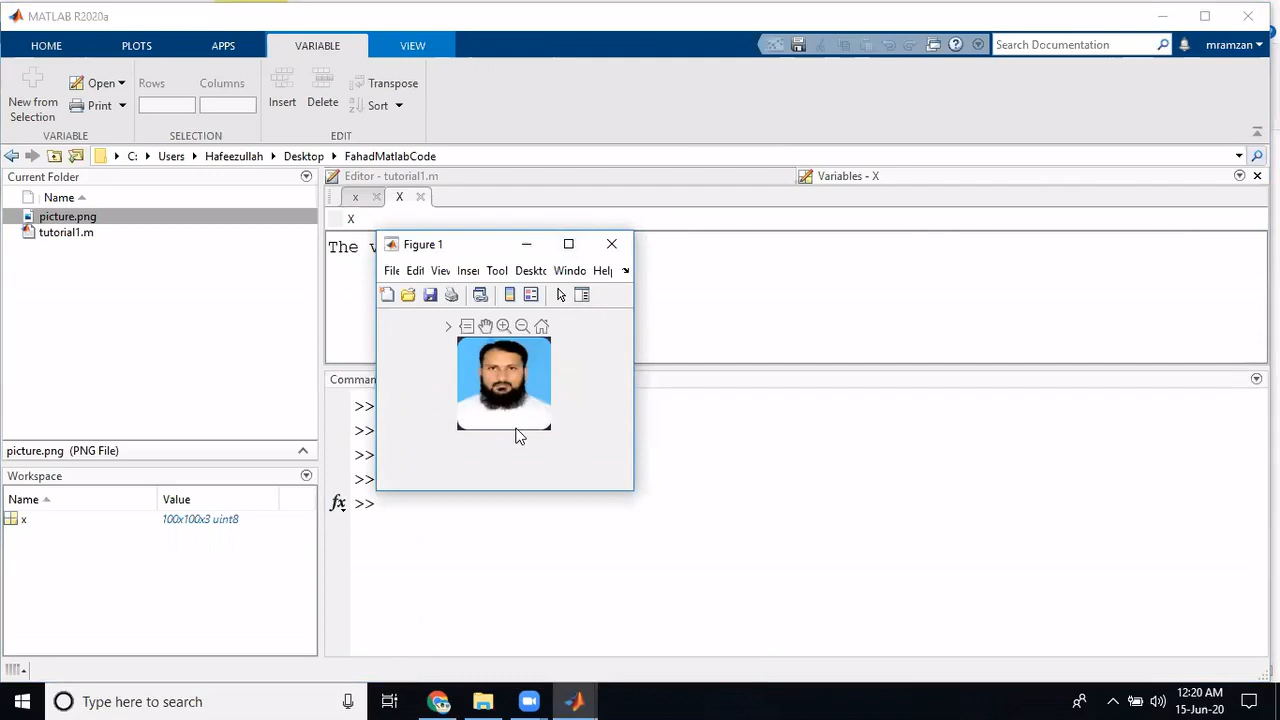 MATLAB R2020a
HOME PLOTS APPS VARIABLE VIEW Search Documentation mramzan
Open Rows Columns Transpose
New from Selection Print Insert Delete Sort
VARIABLE SELECTION EDIT
C: Users Hafeezullah Desktop FahadMatlabCode
Current Folder Editor - tutorial1.m Variables - X
Name x X
picture.png X
tutorial1.m The v
Figure 1
File Edit View Inser Tool Deskto Windo Help
Comman
>>
>>
>>
>>
fx >>
picture.png (PNG File)
Workspace
Name Value
x 100x100x3 uint8
Type here to search 12:20 AM
15-Jun-20